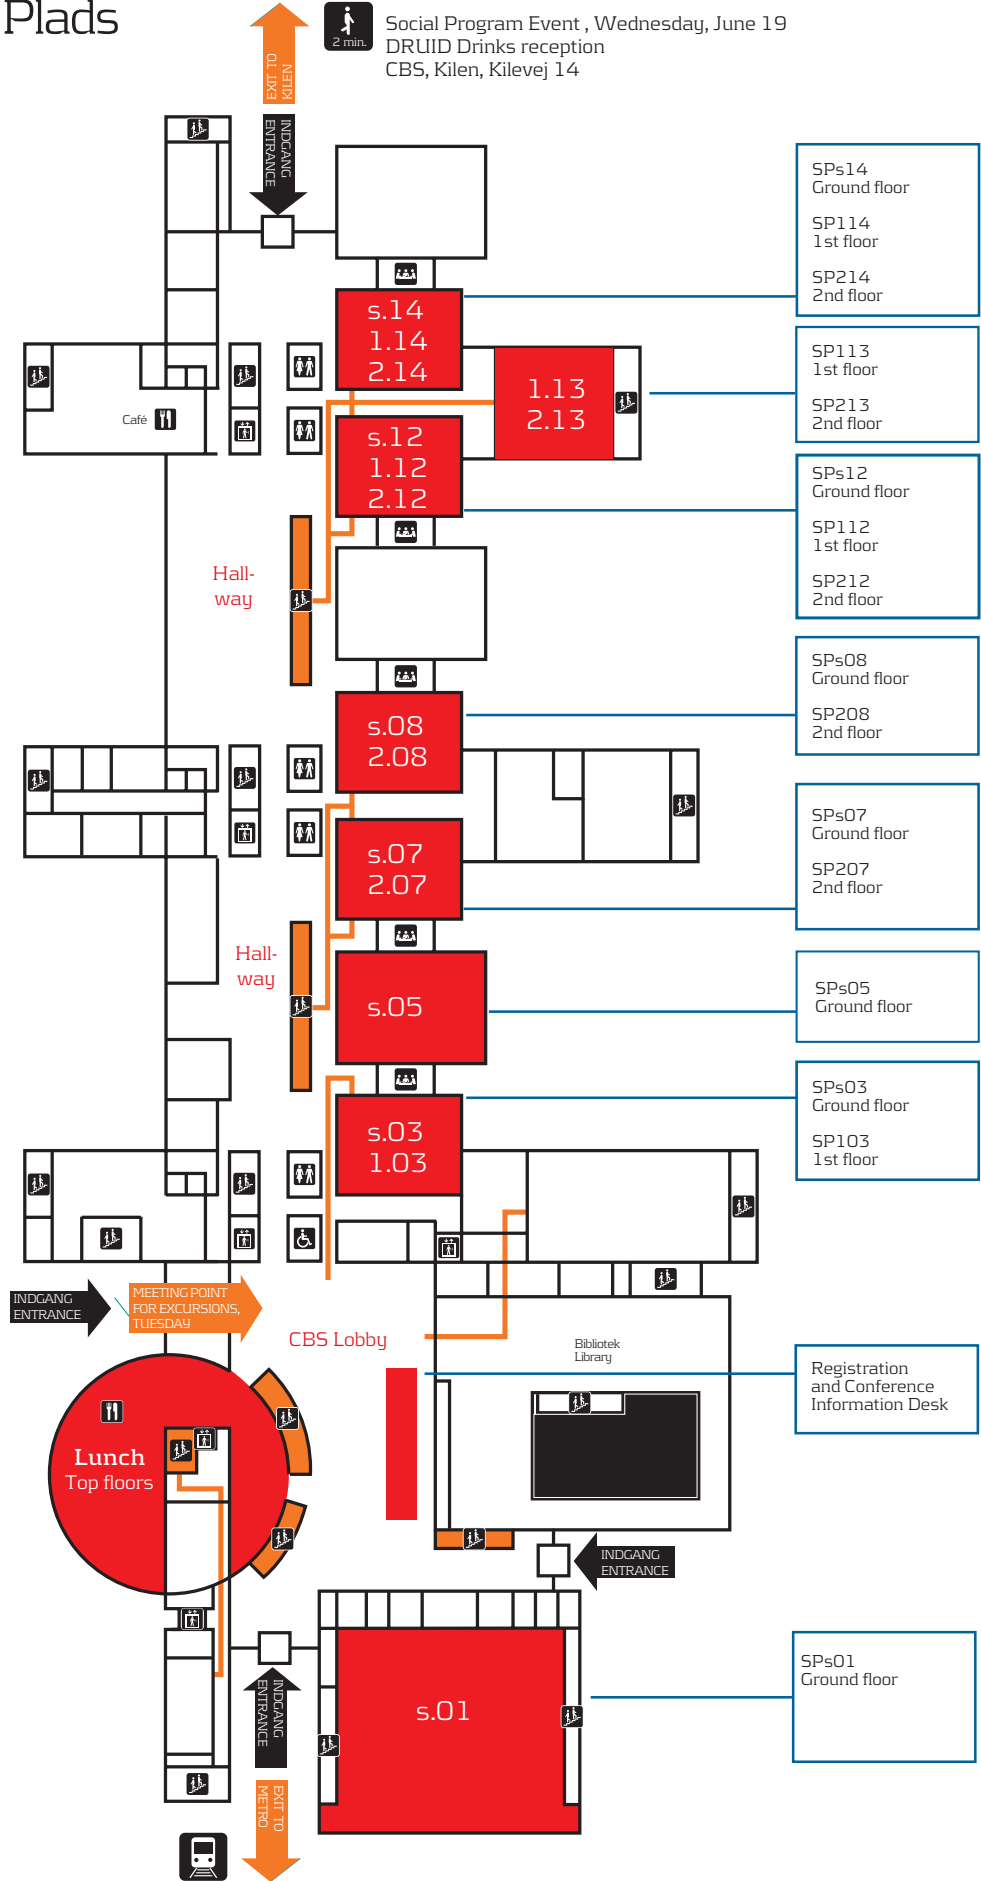 Plads
EXIT TO
KILEN
2 min.
Social Program Event , Wednesday, June 19
DRUID Drinks reception
CBS, Kilen, Kilevej 14
INDGANG
ENTRANCE
SPs14
Ground floor
SP114
1st floor
SP214
2nd floor
s.14
1.14
2.14
SP113
1st floor
SP213
2nd floor
1.13
2.13
Café
s.12
1.12
2.12
SPs12
Ground floor
SP112
1st floor
SP212
2nd floor
Hall-
way
SPs08
Ground floor
SP208
2nd floor
s.08
2.08
SPs07
Ground floor
SP207
2nd floor
s.07
2.07
Hall-
way
s.05
SPs05
Ground floor
SPs03
Ground floor
SP103
1st floor
s.03
1.03
INDGANG
ENTRANCE
MEETING POINT
FOR EXCURSIONS,
TUESDAY
CBS Lobby
Bibliotek
Library
Registration
and Conference
Information Desk
Lunch
Top floors
INDGANG
ENTRANCE
SPs01
Ground floor
s.01
INDGANG
ENTRANCE
EXIT TO
METRO